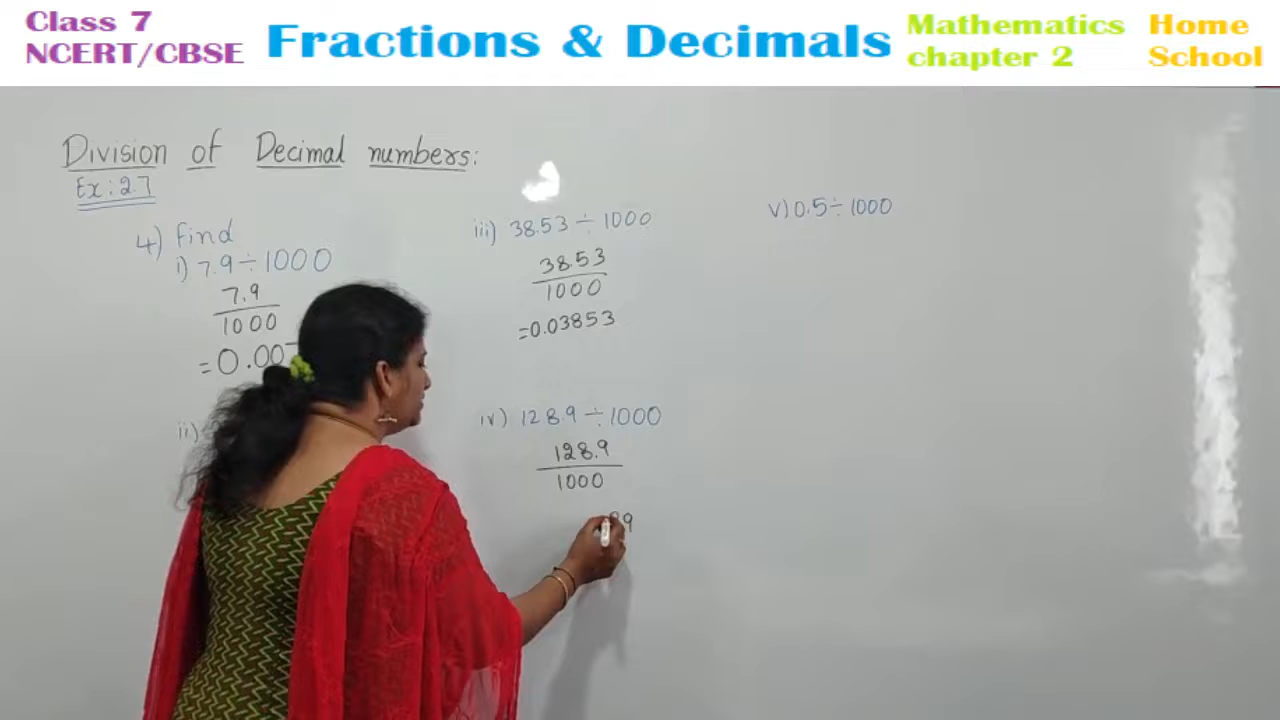 Class 7
NCERT/CBSE
Fractions & Decimals
Mathematics
chapter 2
Home
School
Division of Decimal numbers:
Ex: 2.7
4) Find
i) 7.9 ÷ 1000
7.9
1000
= 0.00
ii)
iii) 38.53 ÷ 1000
38.53
1000
= 0.03853
iv) 128.9 ÷ 1000
128.9
1000
89
v) 0.5 ÷ 1000